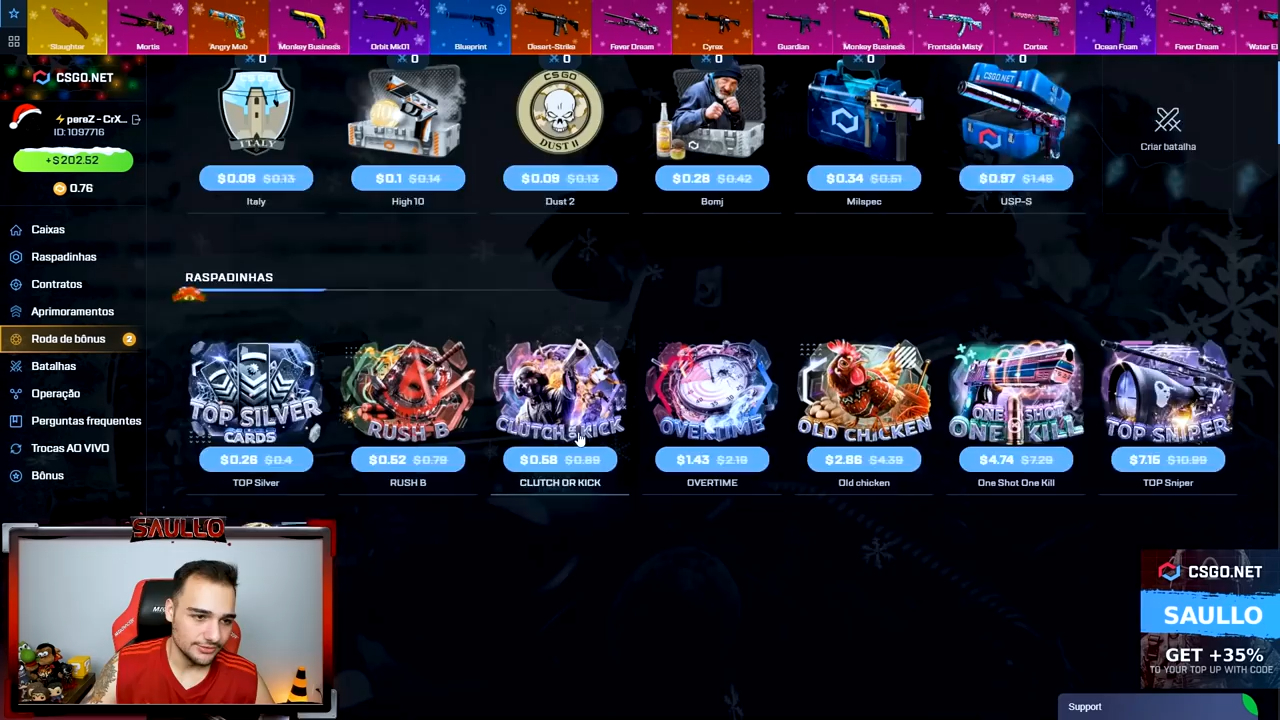 Slaughter
Mortis
Angry Mob
Monkey Business
Orbit Mk01
Blueprint
Desert-Strike
Fever Dream
Cyrex
Guardian
Monkey Business
Frontside Misty
Cortex
Ocean Foam
Fever Dream
CSGO.NET
pereZ - CrX...
ID: 1097716
+$202.52
0.76
Caixas
Raspadinhas
Contratos
Aprimoramentos
Roda de bônus 2
Batalhas
Operação
Perguntas frequentes
Trocas AO VIVO
Bônus
0 0 0 0 0 0
ITALY
CS GO
DUST II
CSGO.NET
$0.09 $0.13
Italy
$0.1 $0.14
High 10
$0.09 $0.13
Dust 2
$0.28 $0.42
Bomj
$0.34 $0.51
Milspec
$0.97 $1.49
USP-S
Criar batalha
RASPADINHAS
TOP SILVER
CARDS
$0.26 $0.4
TOP Silver
RUSH B
$0.52 $0.79
RUSH B
CLUTCH OR KICK
$0.58 $0.89
CLUTCH OR KICK
OVERTIME
$1.43 $2.19
OVERTIME
OLD CHICKEN
$2.86 $4.39
Old chicken
ONE SHOT
ONE KILL
$4.74 $7.29
One Shot One Kill
TOP SNIPER
$7.15 $10.99
TOP Sniper
SAULLO
CSGO.NET
SAULLO
GET +35%
TO YOUR TOP UP WITH CODE
Support